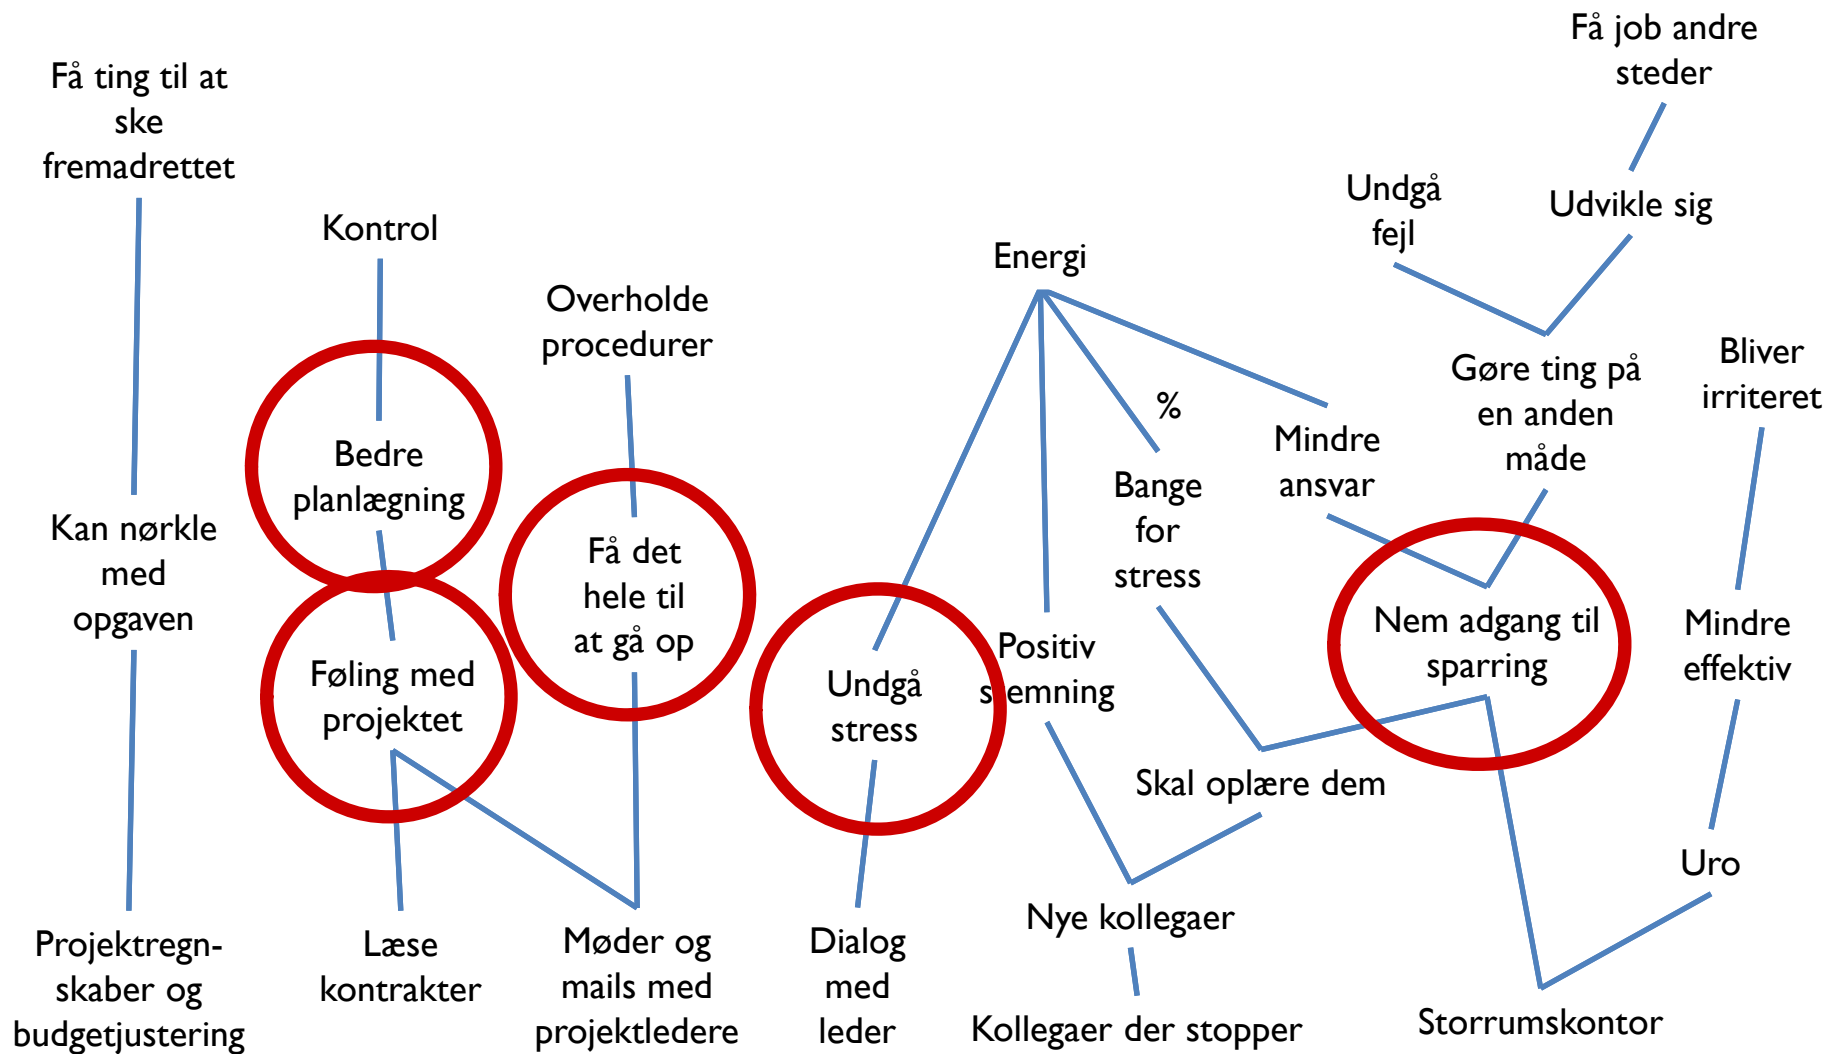 Få job andre
steder
Få ting til at
ske
fremadrettet
Undgå
fejl
Udvikle sig
Kontrol
Energi
Overholde
procedurer
Bliver
irriteret
Gøre ting på
en anden
måde
%
Mindre
ansvar
Bedre
planlægning
Bange
for
stress
Kan nørkle
med
opgaven
Få det
hele til
at gå op
Nem adgang til
sparring
Mindre
effektiv
Positiv
stemning
Føling med
projektet
Undgå
stress
Skal oplære dem
Uro
Nye kollegaer
Projektregn-
skaber og
budgetjustering
Læse
kontrakter
Møder og
mails med
projektledere
Dialog
med
leder
Kollegaer der stopper
Storrumskontor